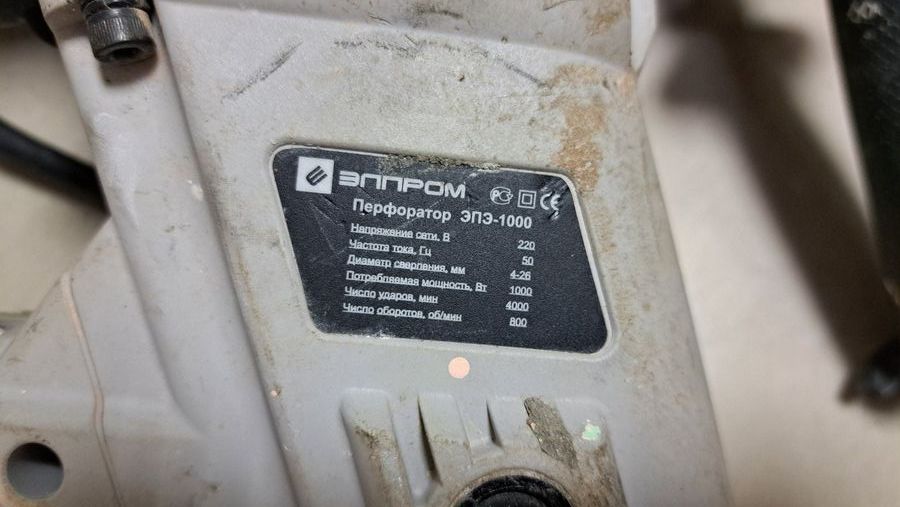 ЭЛПРОМ
Перфоратор ЭПЭ-1000
Напряжение сети, В 220
Частота тока, Гц 50
Диаметр сверления, мм 4-26
Потребляемая мощность, Вт 1000
Число ударов, мин 4000
Число оборотов, об/мин 800